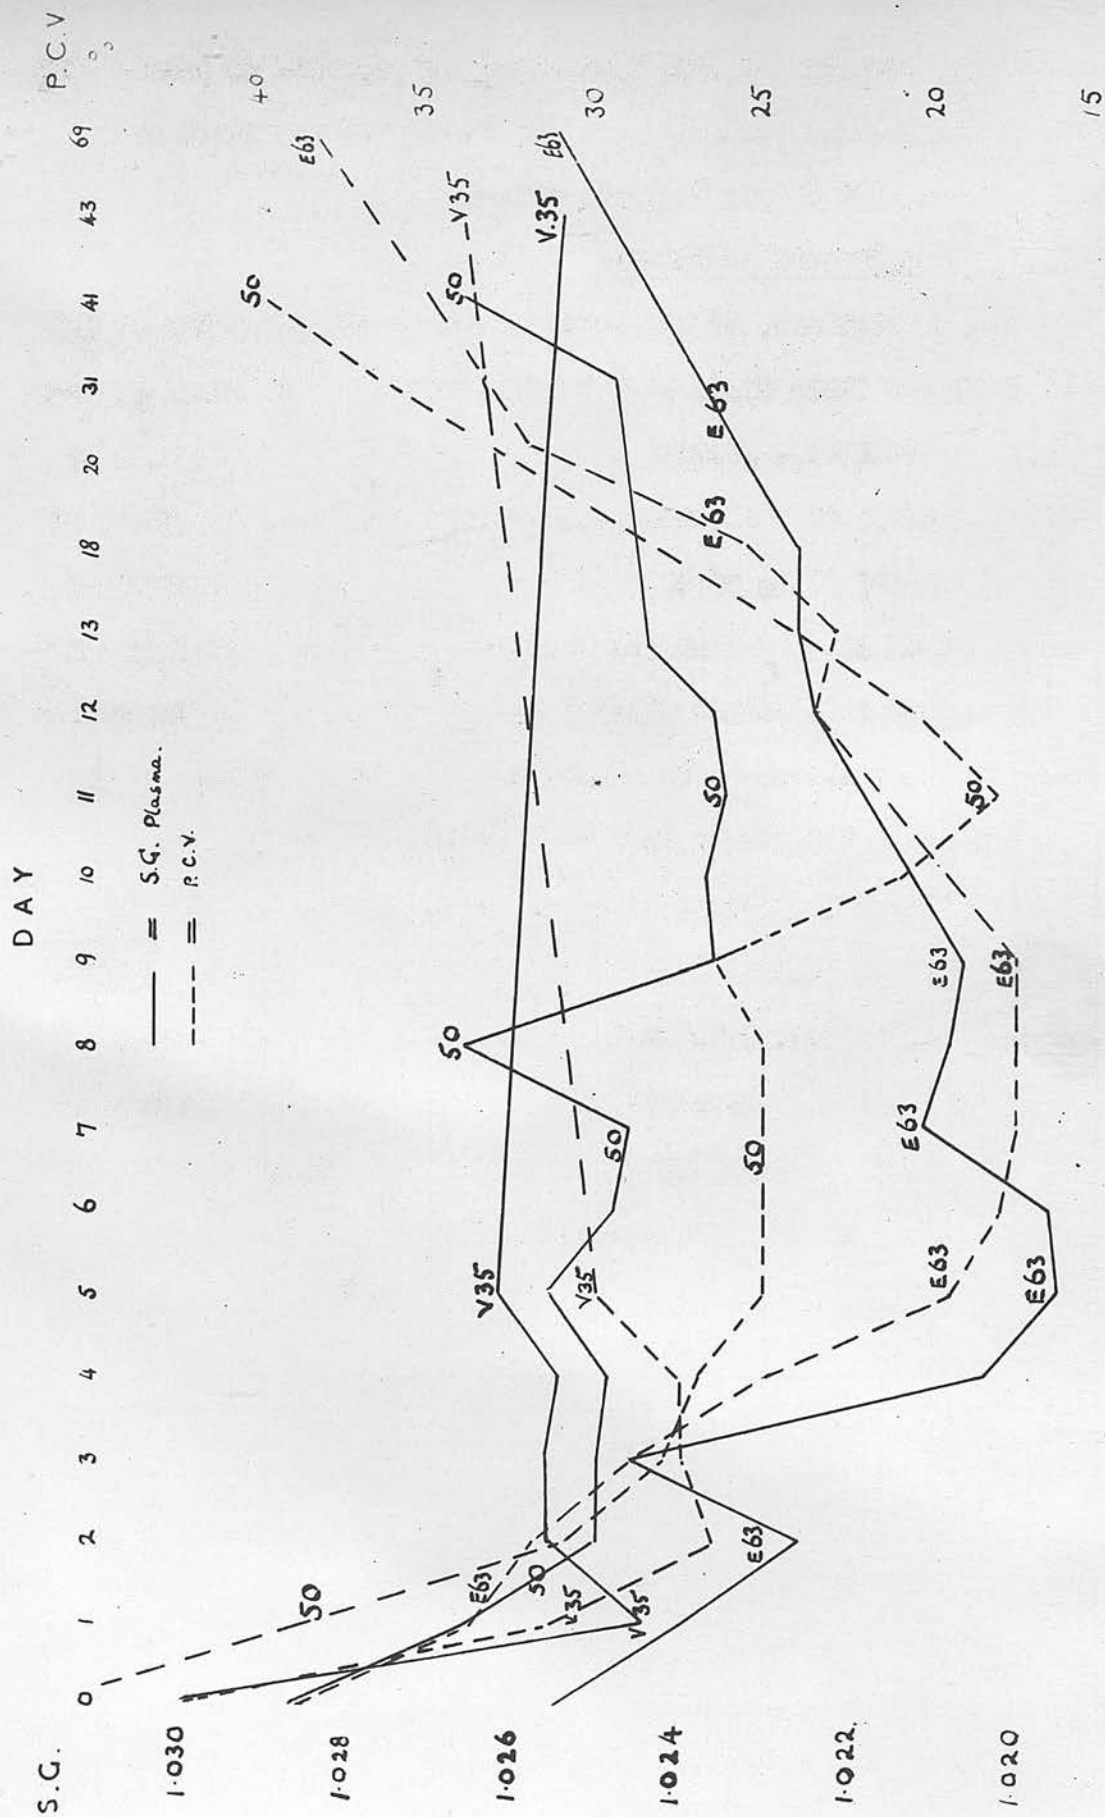 DAY
S.G. 0 1 2 3 4 5 6 7 8 9 10 11 12 13 18 20 31 41 43 69 P.C.V
%
—— = S.G. Plasma.
---- = P.C.V.
1·030
1·028
1·026
1·024
1·022
1·020
40
35
30
25
20
15
50
E63
50
V35
V35
E63
V35
V35
E63
E63
50
50
E63
50
E63
E63
50
50
E63
E63
50
50
V35
V.35
E63
E63